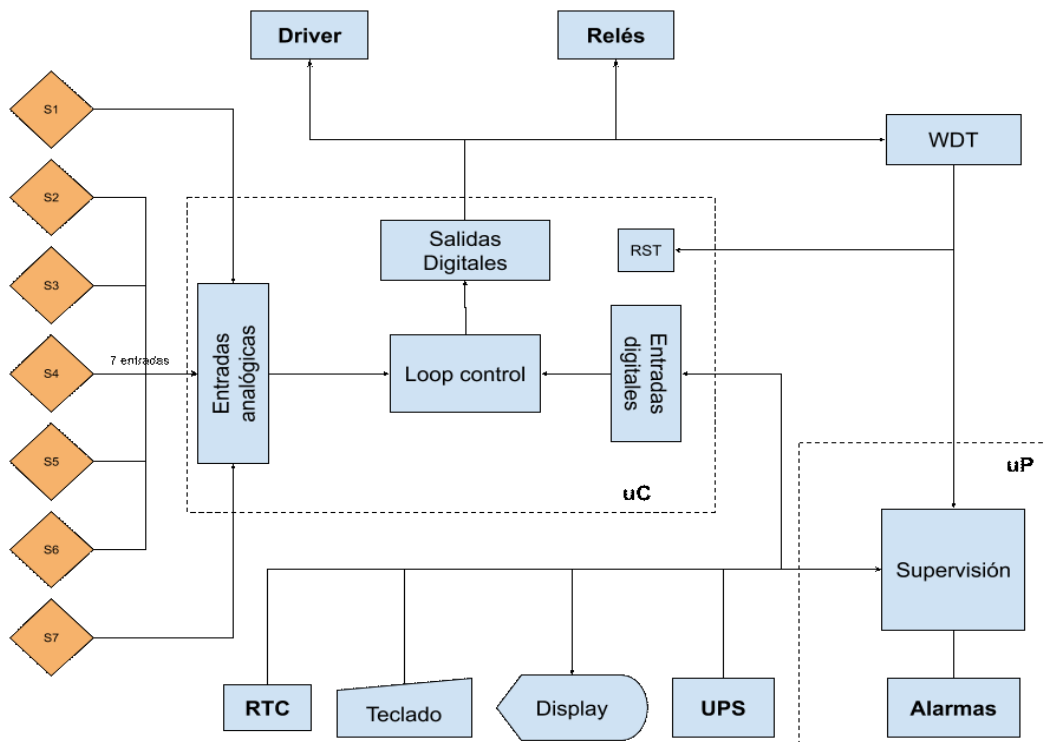 Driver
Relés
S1
WDT
S2
Salidas
Digitales
RST
S3
Entradas
analógicas
Entradas
digitales
7 entradas
S4
Loop control
S5
uP
uC
S6
Supervisión
S7
RTC
Teclado
Display
UPS
Alarmas